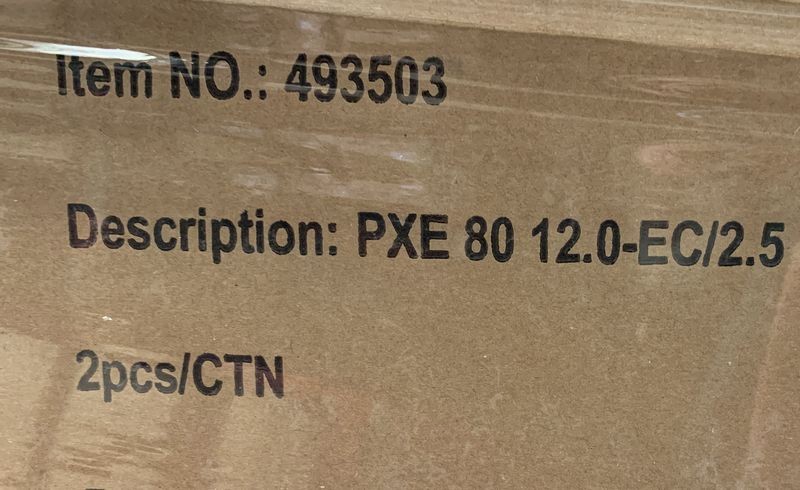 Item NO.: 493503
Description: PXE 80 12.0-EC/2.5
2pcs/CTN